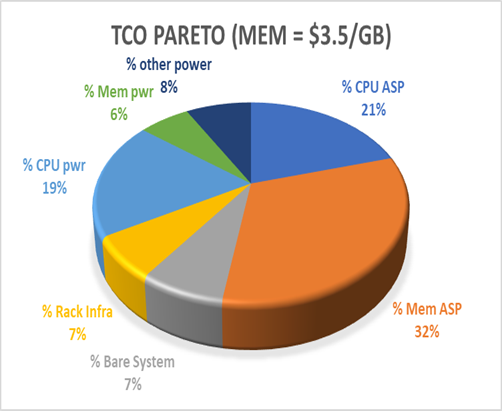 TCO PARETO (MEM = $3.5/GB)
% other power
8%
% CPU ASP
21%
% Mem pwr
6%
% CPU pwr
19%
% Mem ASP
32%
% Rack Infra
7%
% Bare System
7%